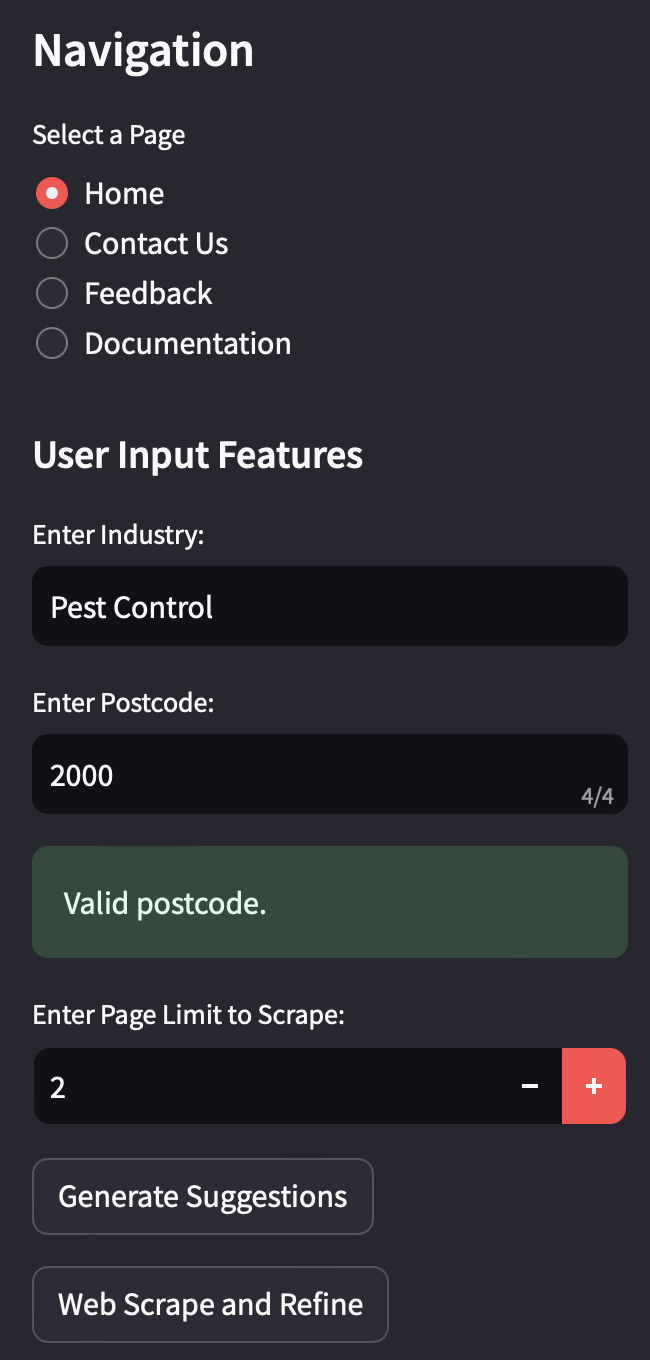 Navigation
Select a Page
Home
Contact Us
Feedback
Documentation
User Input Features
Enter Industry:
Pest Control
Enter Postcode:
2000
4/4
Valid postcode.
Enter Page Limit to Scrape:
2
Generate Suggestions
Web Scrape and Refine